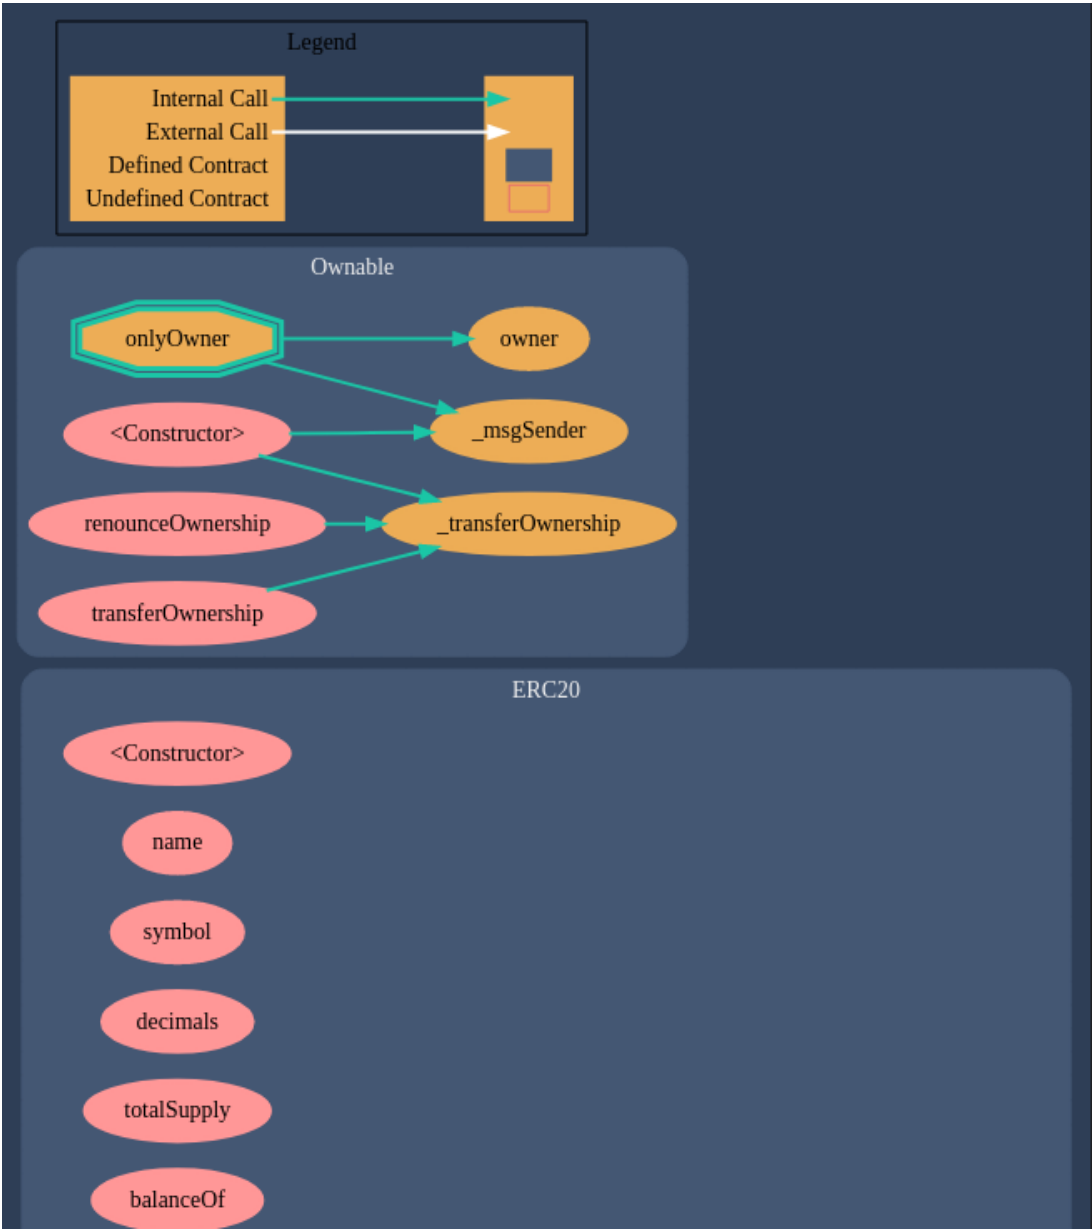 Legend
Internal Call
External Call
Defined Contract
Undefined Contract
Ownable
onlyOwner
owner
<Constructor>
_msgSender
renounceOwnership
_transferOwnership
transferOwnership
ERC20
<Constructor>
name
symbol
decimals
totalSupply
balanceOf